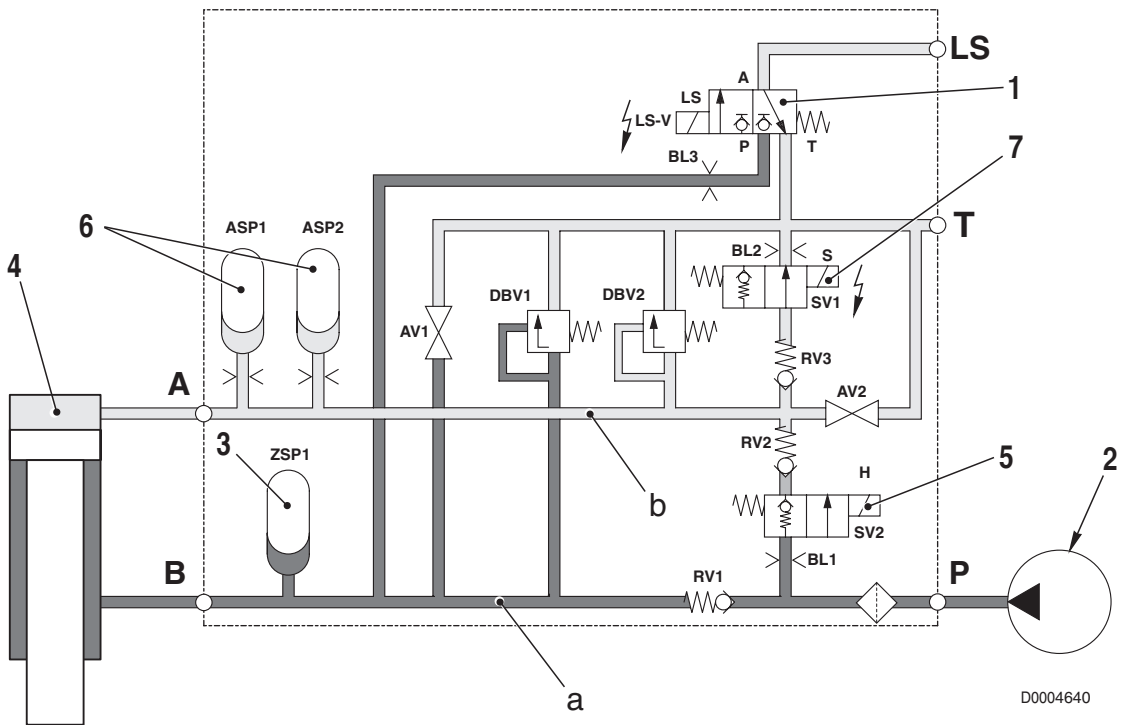 LS
A
1
LS
LS-V
P
T
BL3
7
6
ASP1
ASP2
T
BL2
S
4
DBV1
DBV2
SV1
AV1
RV3
A
AV2
3
ZSP1
RV2
5
2
H
b
SV2
B
BL1
P
RV1
a
D0004640